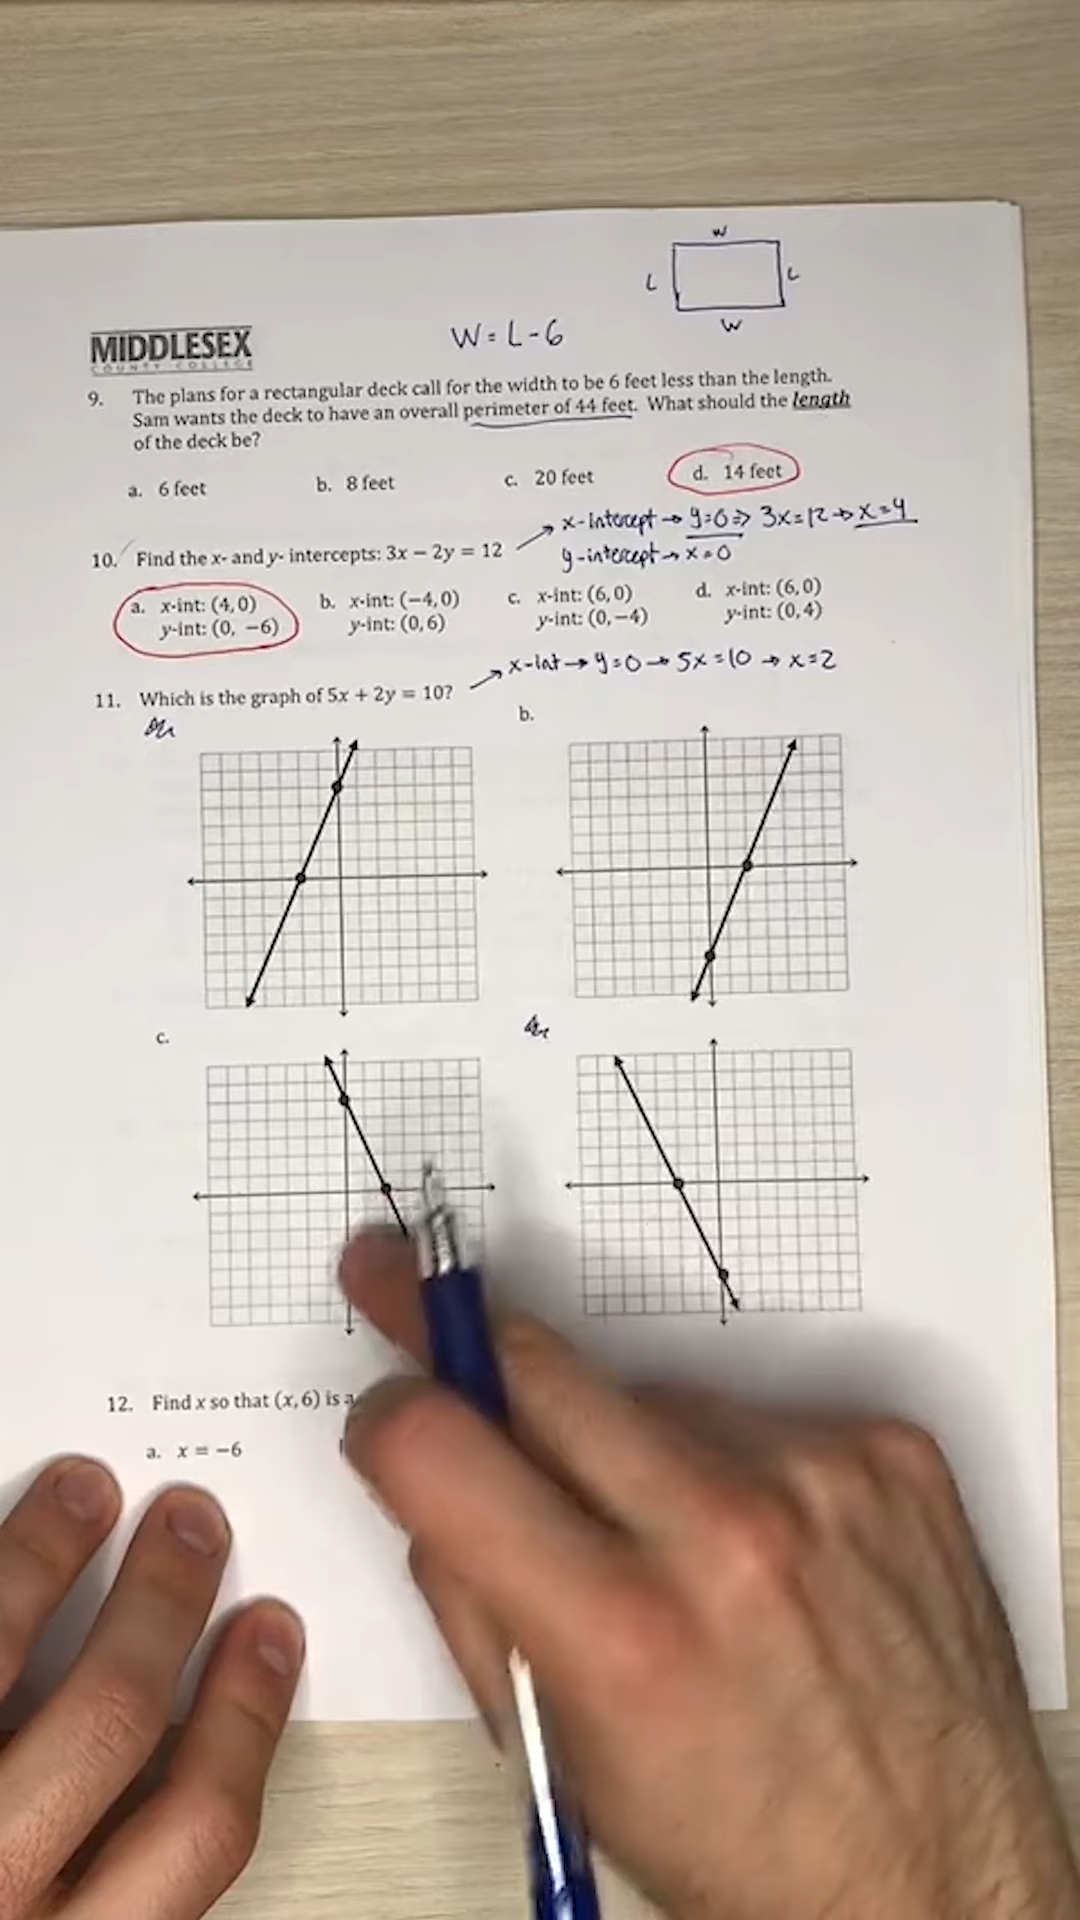 W
L L
W
W = L - 6
MIDDLESEX
COUNTY COLLEGE
9. The plans for a rectangular deck call for the width to be 6 feet less than the length.
Sam wants the deck to have an overall perimeter of 44 feet. What should the length
of the deck be?
a. 6 feet b. 8 feet c. 20 feet d. 14 feet
x-intercept → y=0 => 3x=12 → x=4
10. Find the x- and y- intercepts: 3x − 2y = 12
y-intercept → x=0
a. x-int: (4,0) b. x-int: (−4,0) c. x-int: (6,0) d. x-int: (6,0)
y-int: (0, −6) y-int: (0,6) y-int: (0,−4) y-int: (0,4)
x-int → y=0 → 5x=10 → x=2
11. Which is the graph of 5x + 2y = 10?
b.
c.
12. Find x so that (x, 6) is a
a. x = −6